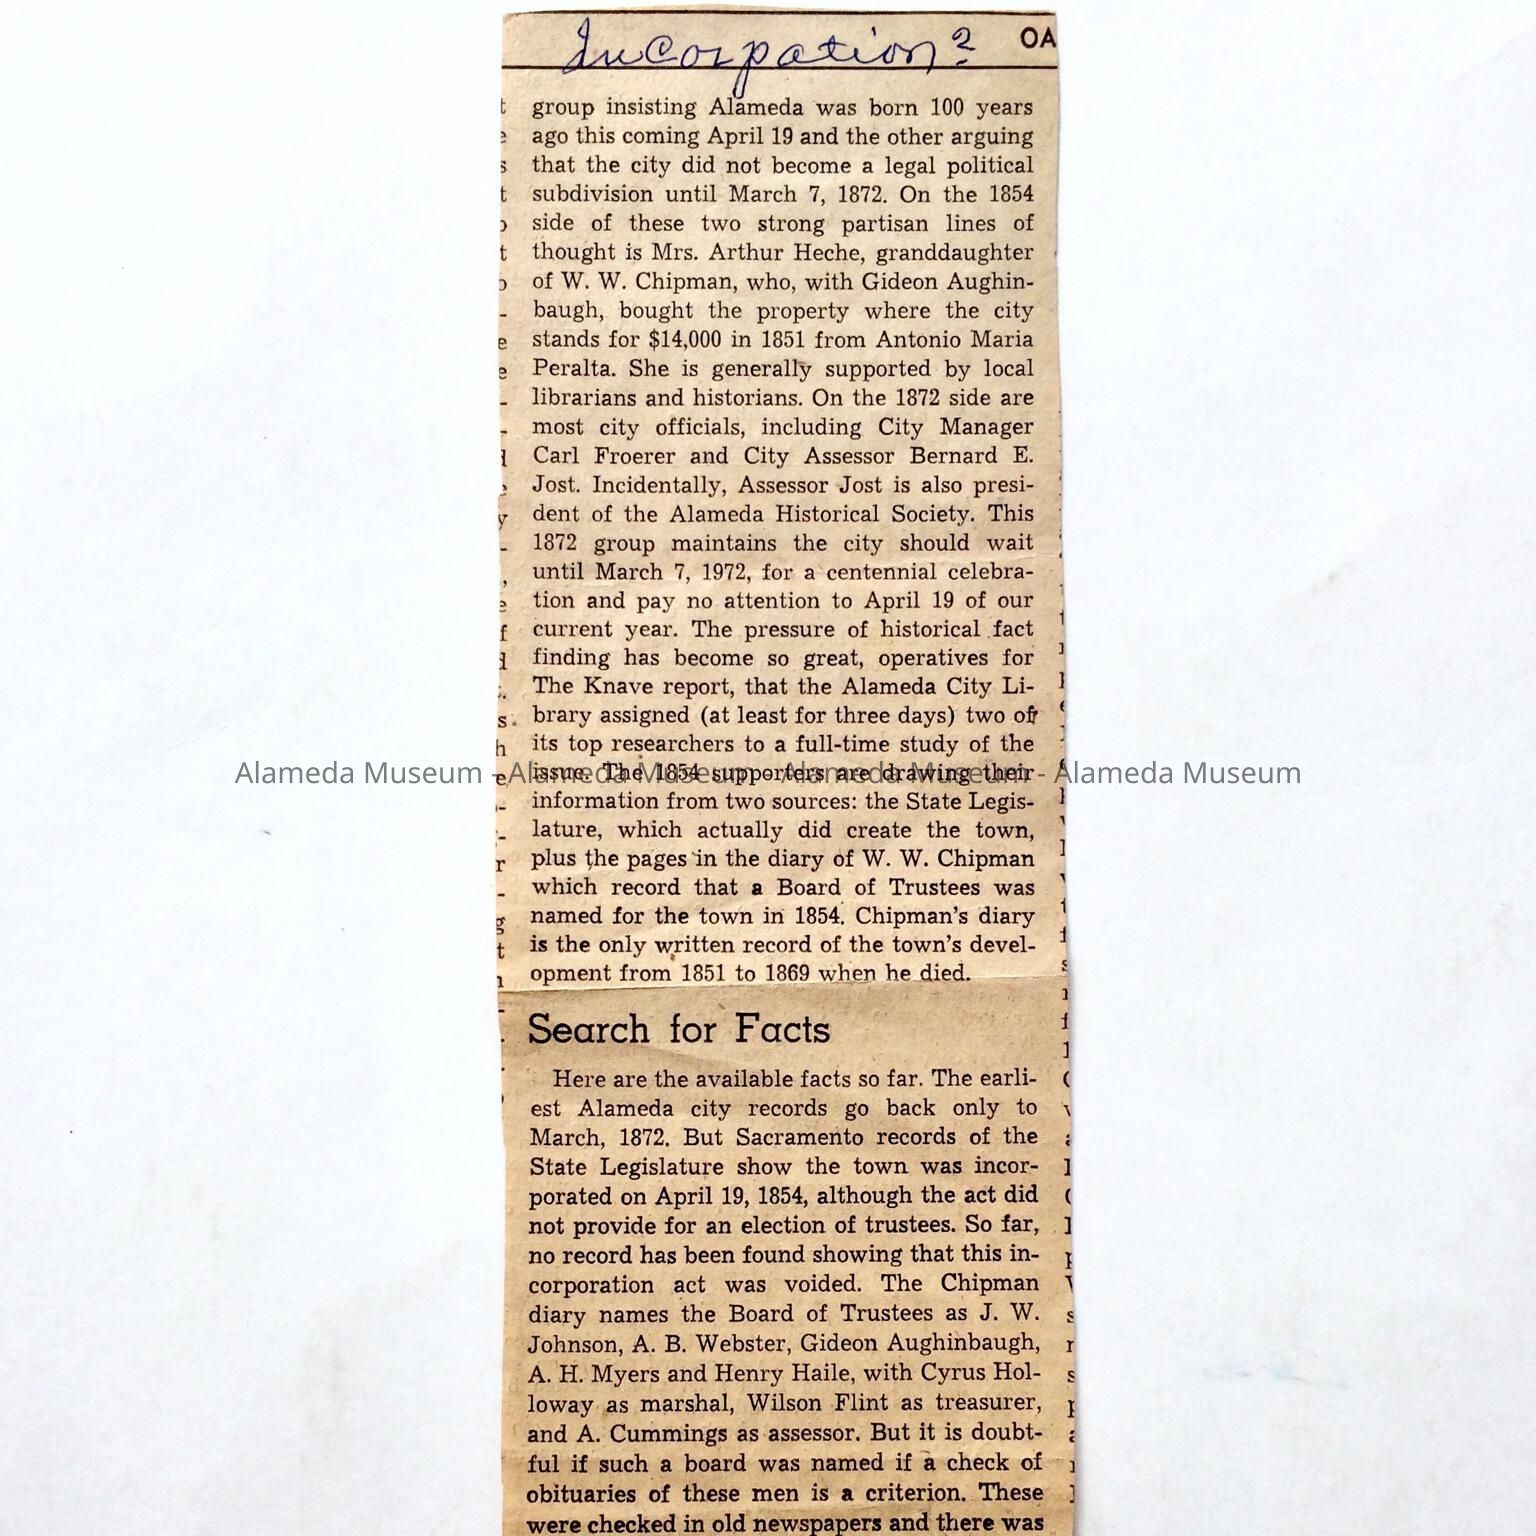 Incorpation?
OA
group insisting Alameda was born 100 years
ago this coming April 19 and the other arguing
that the city did not become a legal political
subdivision until March 7, 1872. On the 1854
side of these two strong partisan lines of
thought is Mrs. Arthur Heche, granddaughter
of W. W. Chipman, who, with Gideon Aughin-
baugh, bought the property where the city
stands for $14,000 in 1851 from Antonio Maria
Peralta. She is generally supported by local
librarians and historians. On the 1872 side are
most city officials, including City Manager
Carl Froerer and City Assessor Bernard E.
Jost. Incidentally, Assessor Jost is also presi-
dent of the Alameda Historical Society. This
1872 group maintains the city should wait
until March 7, 1972, for a centennial celebra-
tion and pay no attention to April 19 of our
current year. The pressure of historical fact
finding has become so great, operatives for
The Knave report, that the Alameda City Li-
brary assigned (at least for three days) two of
its top researchers to a full-time study of the
issue. The 1854 supporters are drawing their
Alameda Museum - Alameda Museum - Alameda Museum - Alameda Museum
information from two sources: the State Legis-
lature, which actually did create the town,
plus the pages in the diary of W. W. Chipman
which record that a Board of Trustees was
named for the town in 1854. Chipman's diary
is the only written record of the town's devel-
opment from 1851 to 1869 when he died.
Search for Facts
Here are the available facts so far. The earli-
est Alameda city records go back only to
March, 1872. But Sacramento records of the
State Legislature show the town was incor-
porated on April 19, 1854, although the act did
not provide for an election of trustees. So far,
no record has been found showing that this in-
corporation act was voided. The Chipman
diary names the Board of Trustees as J. W.
Johnson, A. B. Webster, Gideon Aughinbaugh,
A. H. Myers and Henry Haile, with Cyrus Hol-
loway as marshal, Wilson Flint as treasurer,
and A. Cummings as assessor. But it is doubt-
ful if such a board was named if a check of
obituaries of these men is a criterion. These
were checked in old newspapers and there was